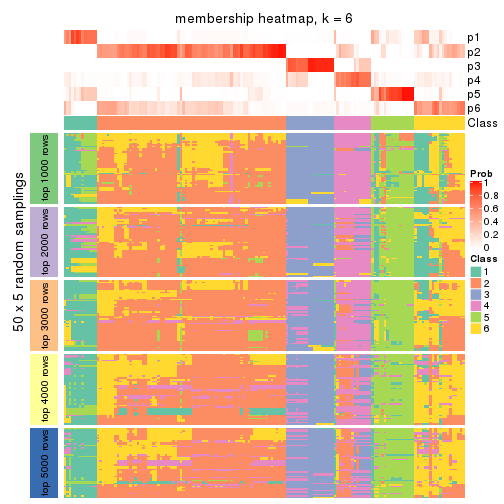 membership heatmap, k = 6
p1
p2
p3
p4
p5
p6
Class
50 x 5 random samplings
top 1000 rows
top 2000 rows
top 3000 rows
top 4000 rows
top 5000 rows
Prob
1
0.8
0.6
0.4
0.2
0
Class
1
2
3
4
5
6